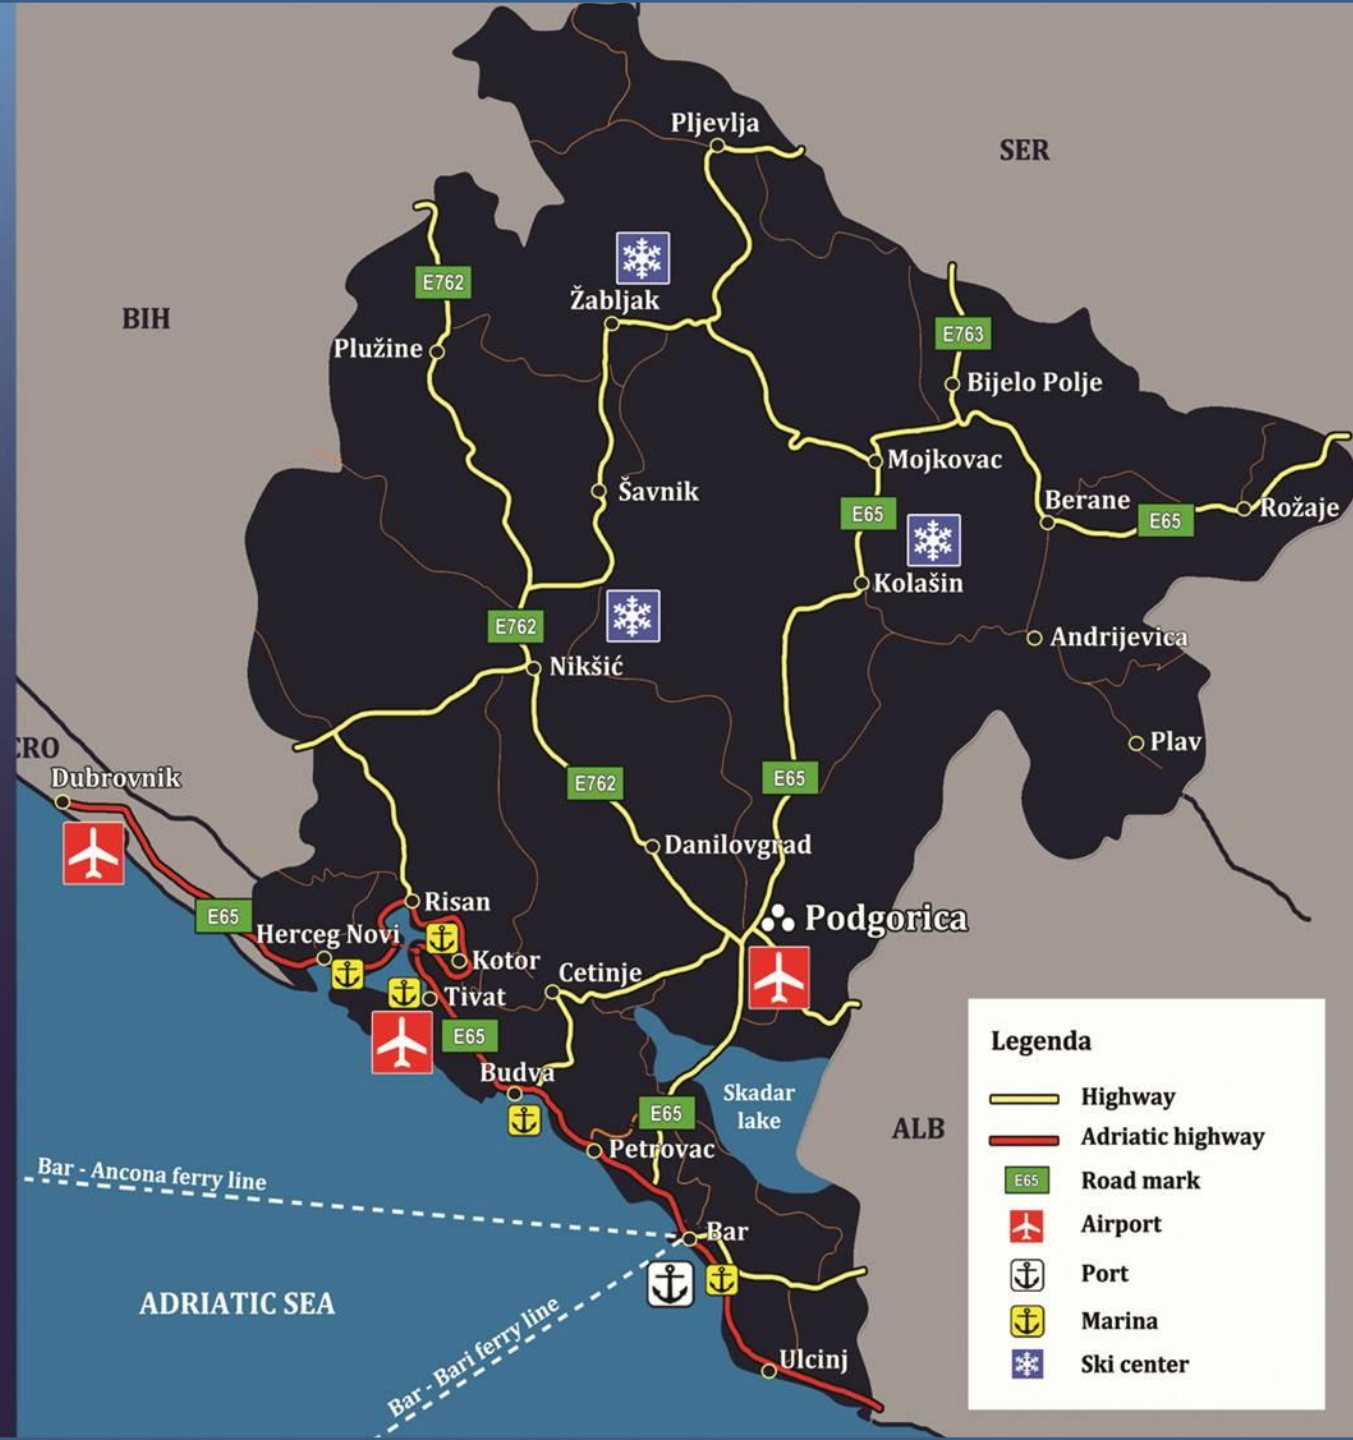 Pljevlja
SER
E762
Žabljak
BIH
E763
Plužine
Bijelo Polje
Mojkovac
Šavnik
Berane
E65
Rožaje
E65
Kolašin
E762
Andrijevica
Nikšić
CRO
Plav
Dubrovnik
E762
E65
Danilovgrad
Risan
E65
Podgorica
Herceg Novi
Kotor
Cetinje
Tivat
E65
Budva
Skadar
lake
E65
ALB
Petrovac
Bar - Ancona ferry line
Bar
ADRIATIC SEA
Bar - Bari ferry line
Ulcinj
Legenda
Highway
Adriatic highway
E65
Road mark
Airport
Port
Marina
Ski center